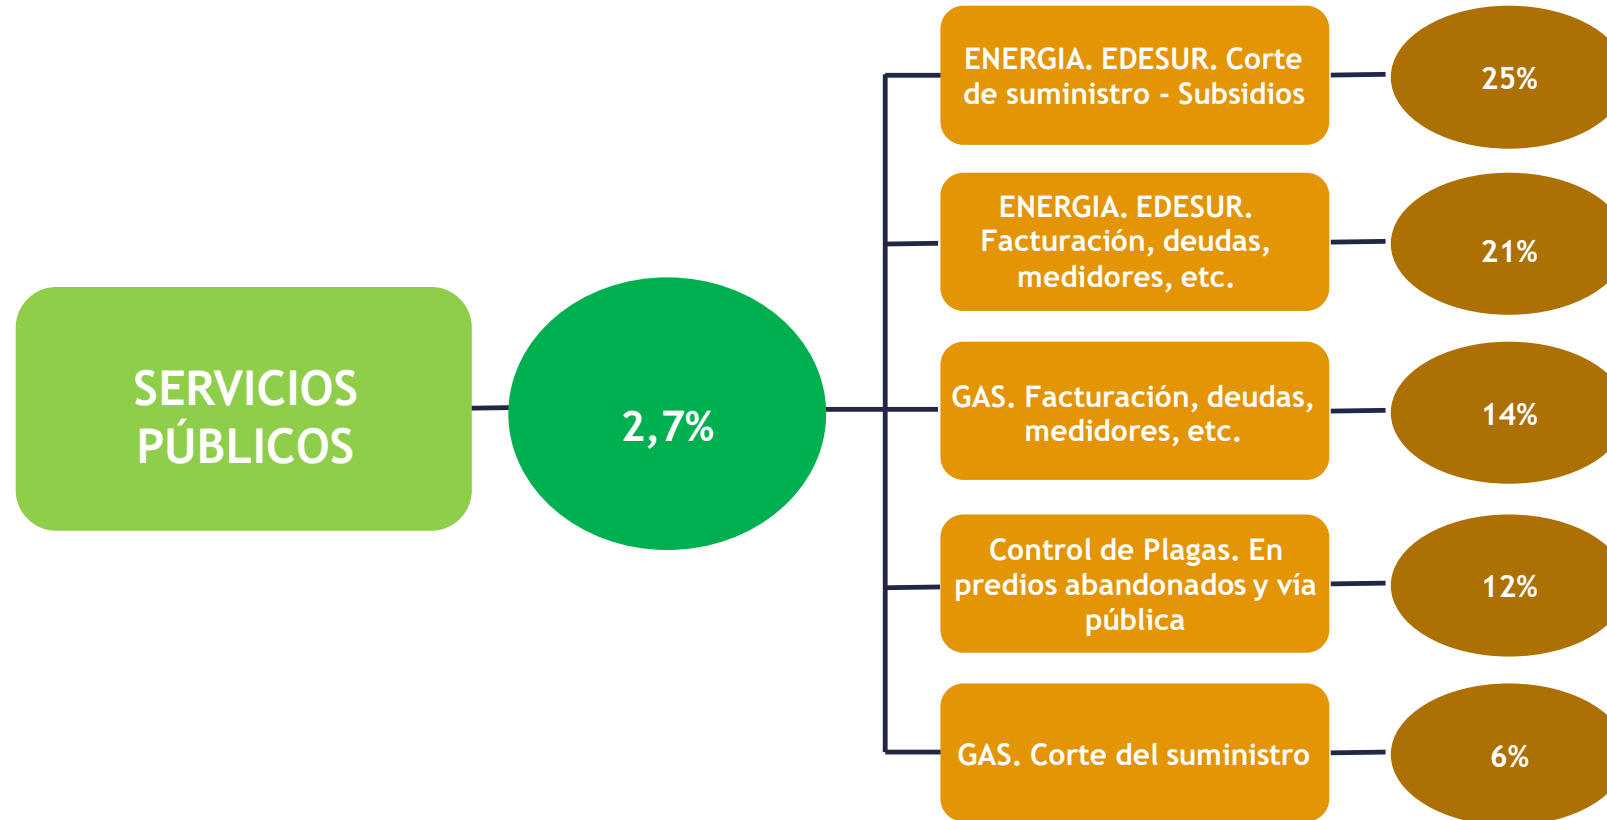 SERVICIOS
PÚBLICOS
2,7%
ENERGIA. EDESUR. Corte
de suministro - Subsidios
25%
ENERGIA. EDESUR.
Facturación, deudas,
medidores, etc.
21%
GAS. Facturación, deudas,
medidores, etc.
14%
Control de Plagas. En
predios abandonados y vía
pública
12%
GAS. Corte del suministro
6%